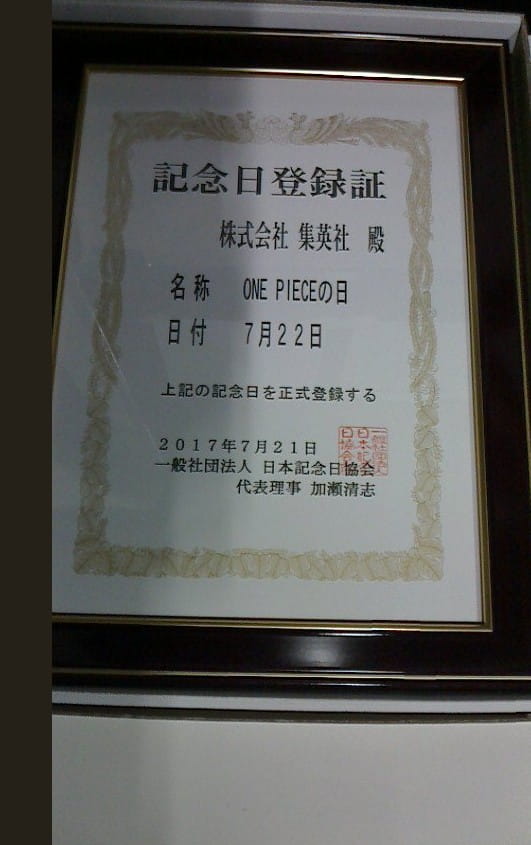 記念日登録証
株式会社 集英社 殿
名称 ONE PIECEの日
日付 7月22日
上記の記念日を正式登録する
2017年7月21日
一般社団法人 日本記念日協会
代表理事 加瀬清志